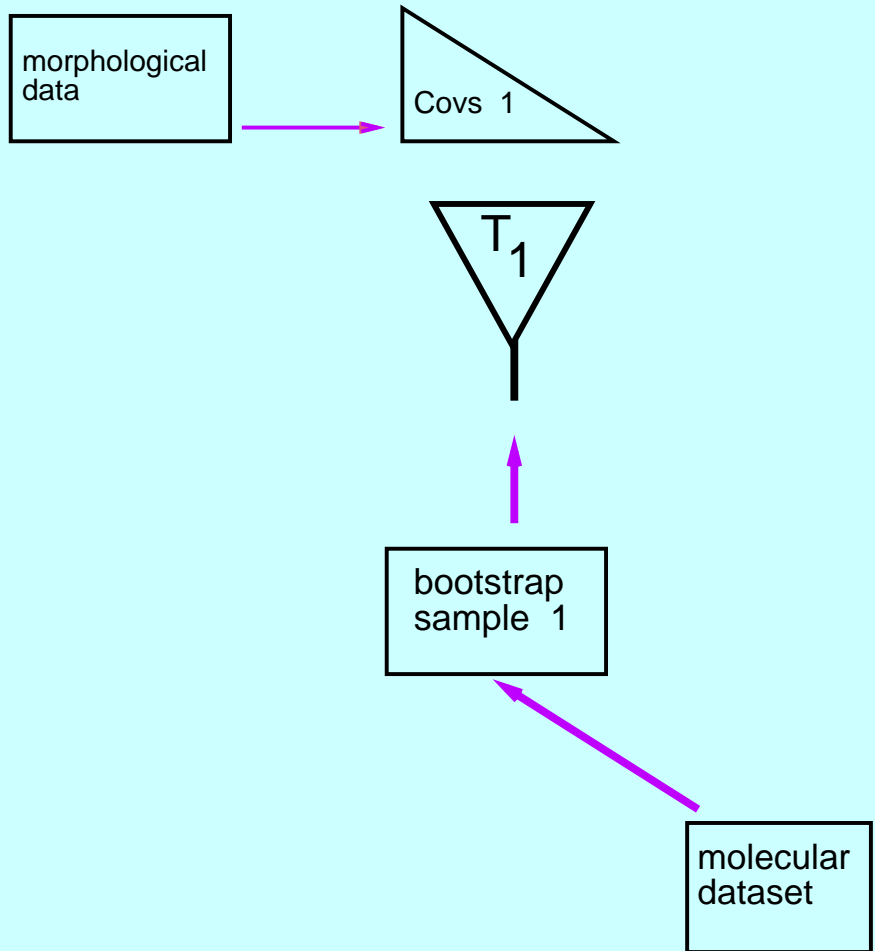 morphological
data
Covs 1
T1
bootstrap
sample 1
molecular
dataset